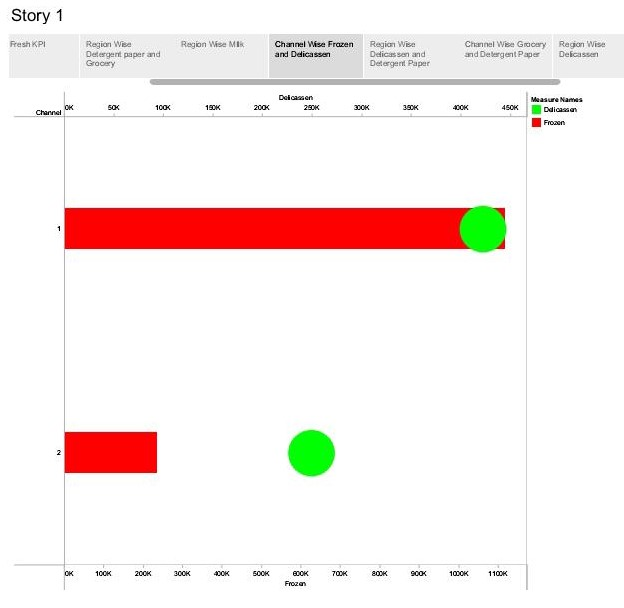 Story 1
Fresh KPI
Region Wise
Detergent paper and
Grocery
Region Wise Milk
Channel Wise Frozen
and Delicassen
Region Wise
Delicassen and
Detergent Paper
Channel Wise Grocery
and Detergent Paper
Region Wise
Delicassen
Delicassen
Channel 0K 50K 100K 150K 200K 250K 300K 350K 400K 450K
Measure Names
Delicassen
Frozen
1
2
0K 100K 200K 300K 400K 500K 600K 700K 800K 900K 1000K 1100K
Frozen